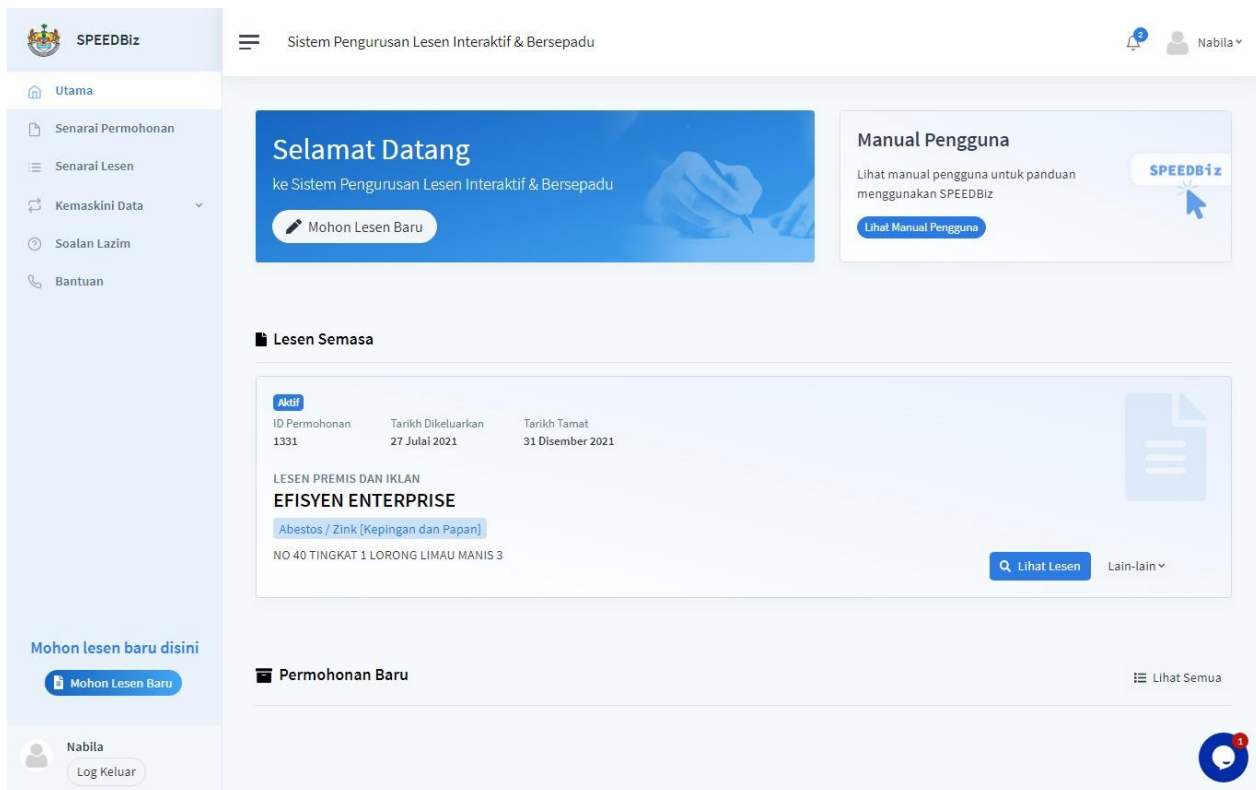 SPEEDBiz
Sistem Pengurusan Lesen Interaktif & Bersepadu
2
Nabila
Utama
Senarai Permohonan
Senarai Lesen
Kemaskini Data
Soalan Lazim
Bantuan
Selamat Datang
ke Sistem Pengurusan Lesen Interaktif & Bersepadu
Mohon Lesen Baru
Manual Pengguna
Lihat manual pengguna untuk panduan
menggunakan SPEEDBiz
Lihat Manual Pengguna
SPEEDBiz
Lesen Semasa
Aktif
ID Permohonan Tarikh Dikeluarkan Tarikh Tamat
1331 27 Julai 2021 31 Disember 2021
LESEN PREMIS DAN IKLAN
EFISYEN ENTERPRISE
Abestos / Zink [Kepingan dan Papan]
NO 40 TINGKAT 1 LORONG LIMAU MANIS 3
Lihat Lesen Lain-lain
Mohon lesen baru disini
Mohon Lesen Baru
Permohonan Baru
Lihat Semua
Nabila
Log Keluar
1